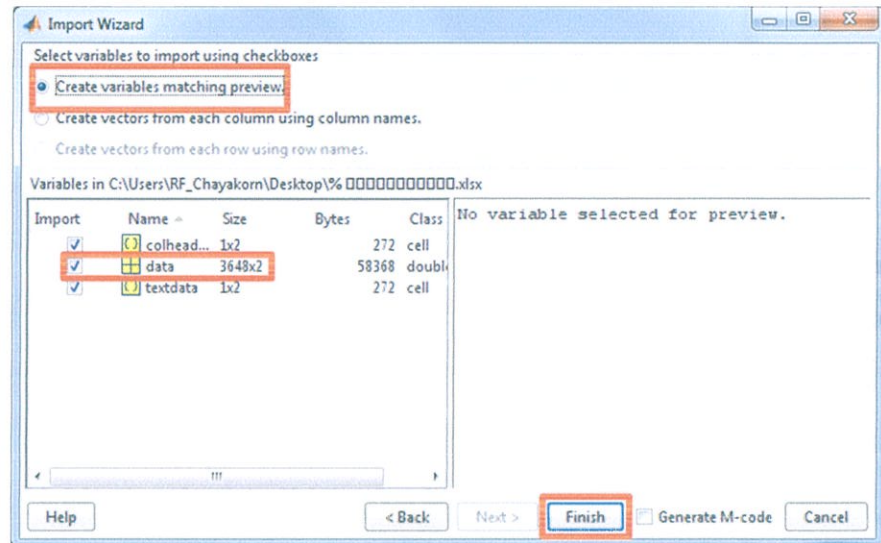 Import Wizard
Select variables to import using checkboxes
Create variables matching preview.
Create vectors from each column using column names.
Create vectors from each row using row names.
Variables in C:\Users\RF_Chayakorn\Desktop\% □□□□□□□□□□□.xlsx
Import Name Size Bytes Class
colhead... 1x2 272 cell
data 3648x2 58368 double
textdata 1x2 272 cell
No variable selected for preview.
Help < Back Next > Finish Generate M-code Cancel